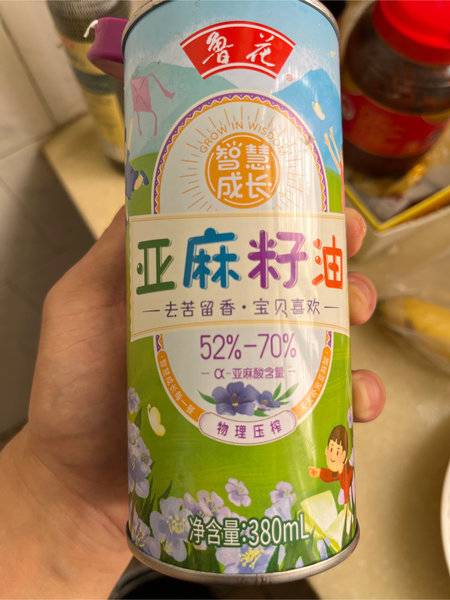 鲁花
GROW IN WISDOM
智慧
成长
亚麻籽油
去苦留香·宝贝喜欢
52%-70%
α-亚麻酸含量
物理压榨
净含量:380mL